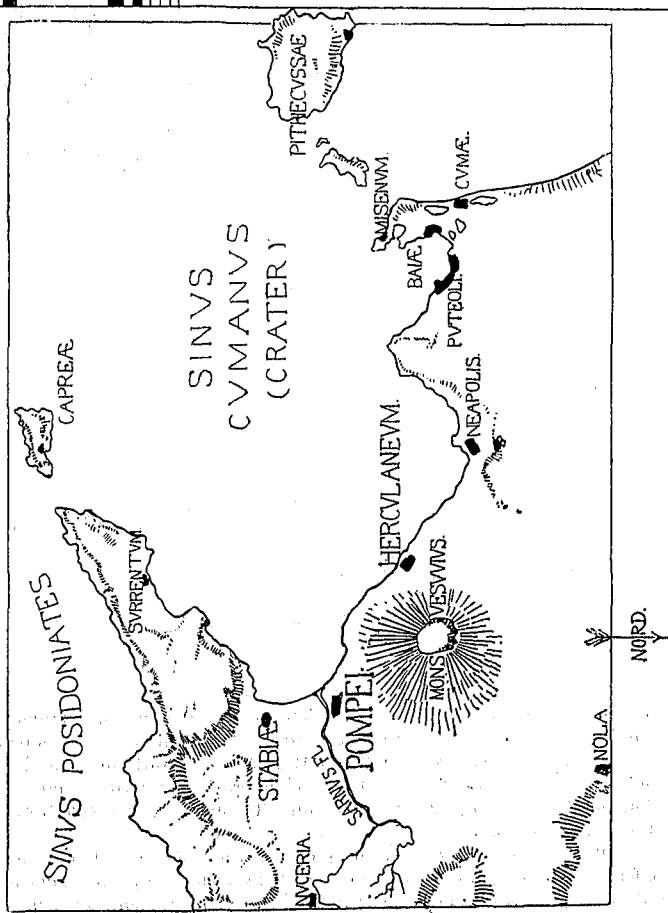 PITHECVSSAE
MISENVM.
CVMÆ.
BAIÆ
PVTEOLI.
SINVS
CVMANVS
(CRATER)
CAPREÆ
NEAPOLIS.
HERCVLANEVM.
SVRRENTVM.
SINVS POSIDONIATES
MONS VESVVIVS.
POMPEI.
STABIÆ
SARNVS FL.
NVCERIA.
NOLA
NORD.